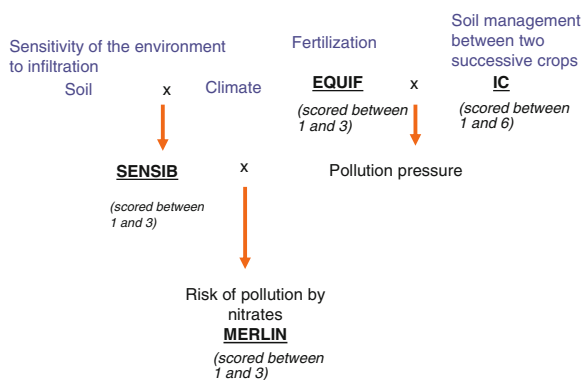 Sensitivity of the environment
to infiltration
Soil x Climate
Fertilization
EQUIF x
(scored between
1 and 3)
Soil management
between two
successive crops
IC
(scored between
1 and 6)
SENSIB x
(scored between
1 and 3)
Pollution pressure
Risk of pollution by
nitrates
MERLIN
(scored between
1 and 3)